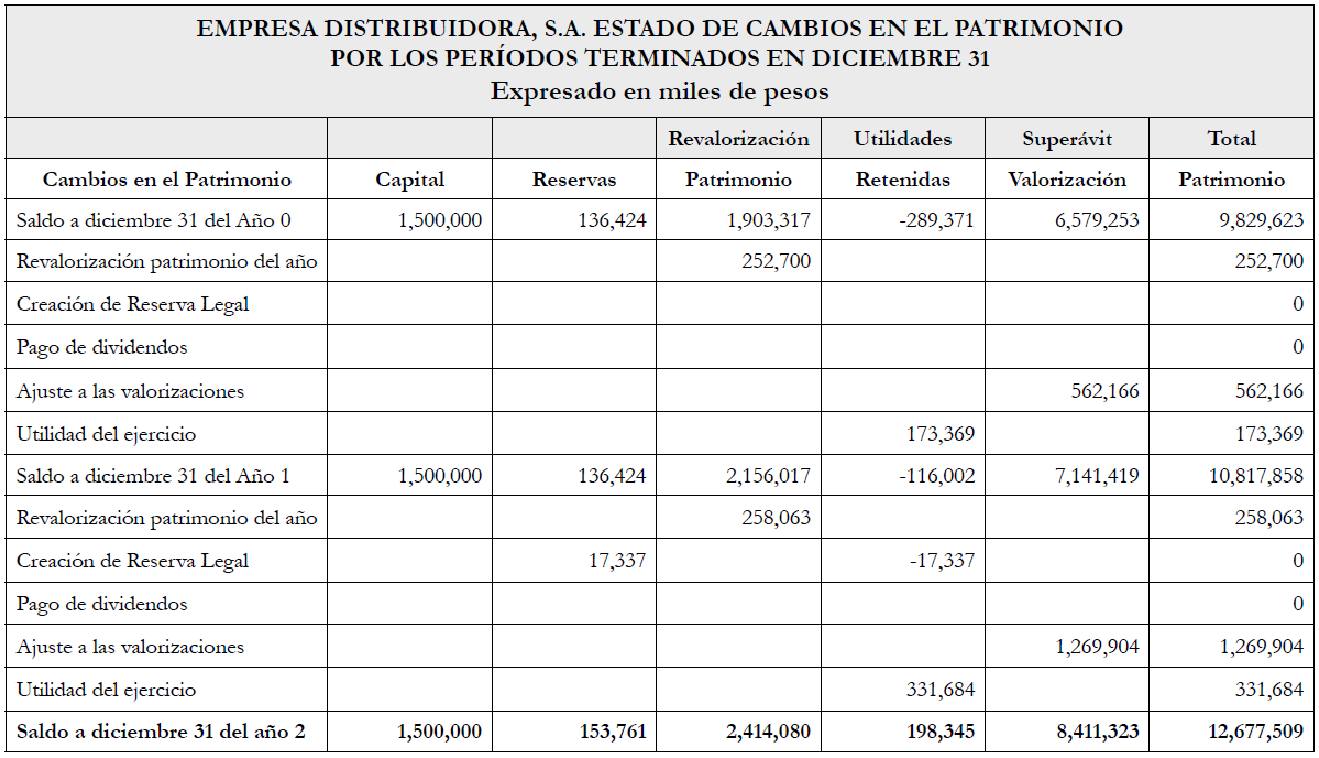 EMPRESA DISTRIBUIDORA, S.A. ESTADO DE CAMBIOS EN EL PATRIMONIO
POR LOS PERÍODOS TERMINADOS EN DICIEMBRE 31
Expresado en miles de pesos
Revalorización Utilidades Superávit Total
Cambios en el Patrimonio Capital Reservas Patrimonio Retenidas Valorización Patrimonio
Saldo a diciembre 31 del Año 0 1,500,000 136,424 1,903,317 -289,371 6,579,253 9,829,623
Revalorización patrimonio del año 252,700 252,700
Creación de Reserva Legal 0
Pago de dividendos 0
Ajuste a las valorizaciones 562,166 562,166
Utilidad del ejercicio 173,369 173,369
Saldo a diciembre 31 del Año 1 1,500,000 136,424 2,156,017 -116,002 7,141,419 10,817,858
Revalorización patrimonio del año 258,063 258,063
Creación de Reserva Legal 17,337 -17,337 0
Pago de dividendos 0
Ajuste a las valorizaciones 1,269,904 1,269,904
Utilidad del ejercicio 331,684 331,684
Saldo a diciembre 31 del año 2 1,500,000 153,761 2,414,080 198,345 8,411,323 12,677,509